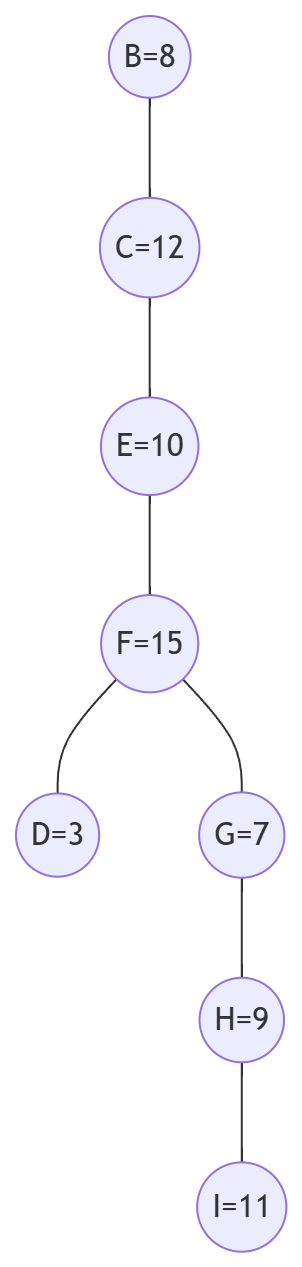 B=8
C=12
E=10
F=15
D=3
G=7
H=9
I=11